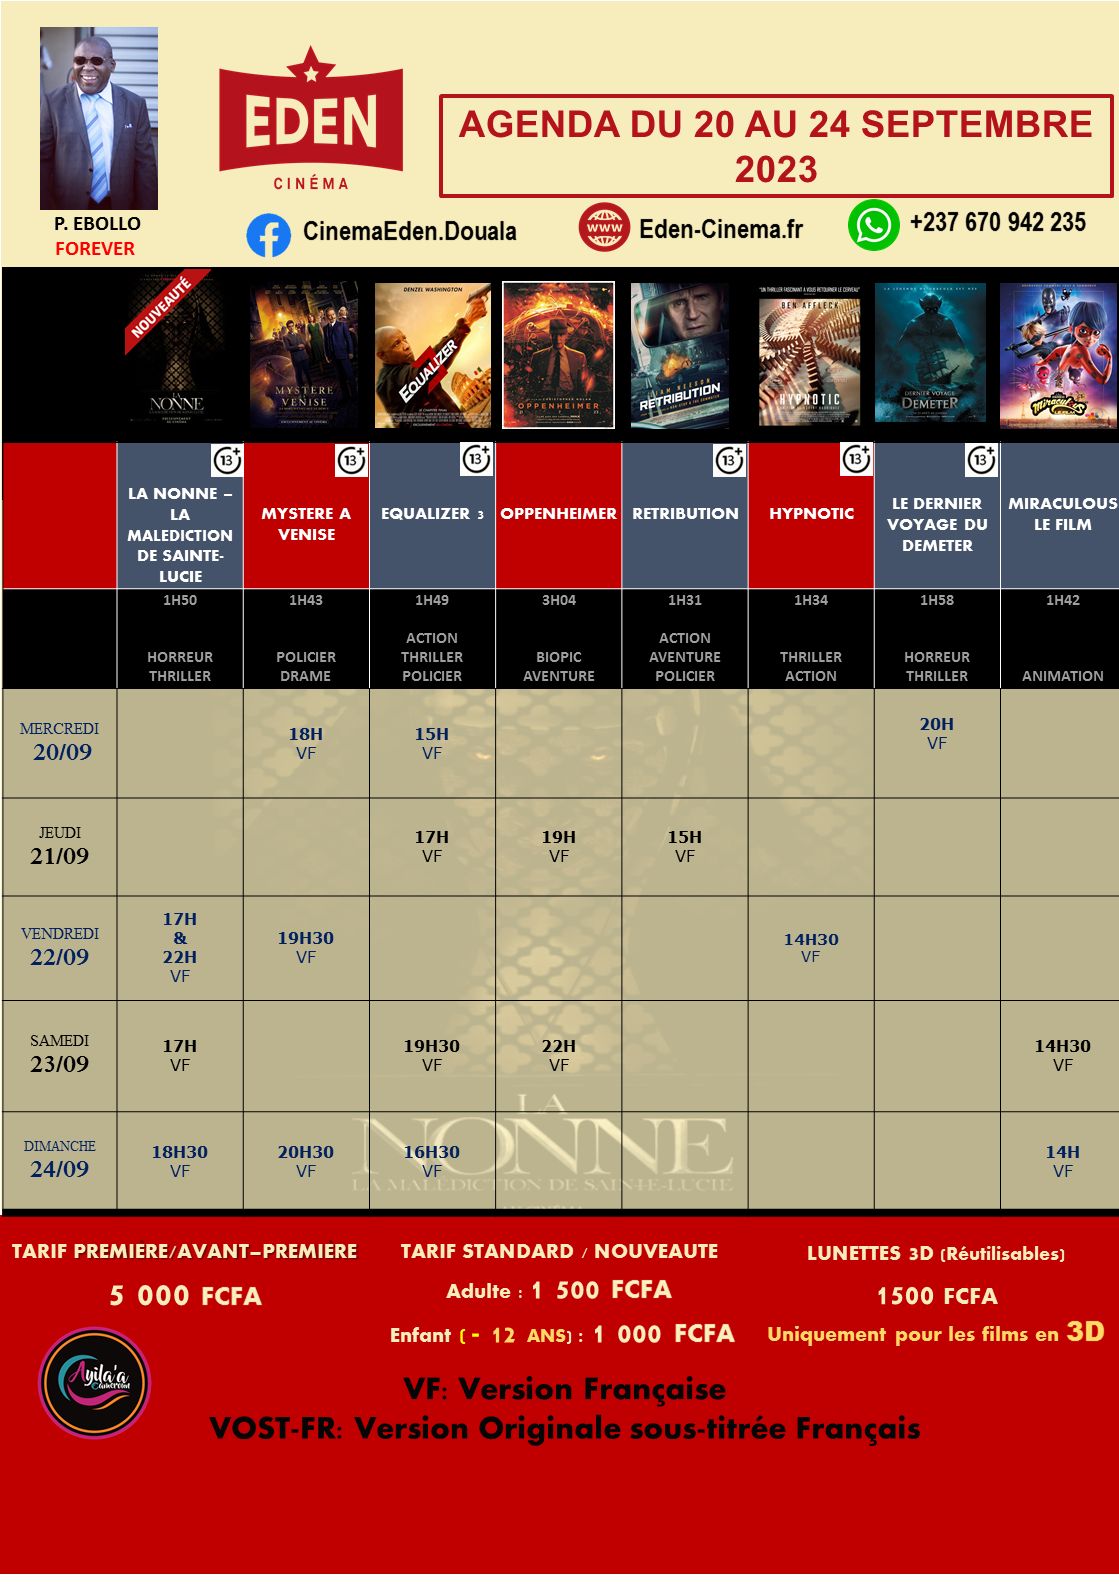 EDEN
CINÉMA
AGENDA DU 20 AU 24 SEPTEMBRE
2023
P. EBOLLO
FOREVER
CinemaEden.Douala
www
Eden-Cinema.fr
+237 670 942 235
NOUVEAUTÉ
LA
NONNE
MYSTÈRE
À
VENISE
DENZEL WASHINGTON
EQUALIZER
OPPENHEIMER
LIAM NEESON
RETRIBUTION
BEN AFFLECK
HYPNOTIC
DERNIER VOYAGE
DEMETER
Miraculous
LE FILM
13+
13+
13+
13+
13+
13+
LA NONNE –
LA
MALEDICTION
DE SAINTE-
LUCIE
MYSTERE A
VENISE
EQUALIZER 3
OPPENHEIMER
RETRIBUTION
HYPNOTIC
LE DERNIER
VOYAGE DU
DEMETER
MIRACULOUS
LE FILM
1H50
HORREUR
THRILLER
1H43
POLICIER
DRAME
1H49
ACTION
THRILLER
POLICIER
3H04
BIOPIC
AVENTURE
1H31
ACTION
AVENTURE
POLICIER
1H34
THRILLER
ACTION
1H58
HORREUR
THRILLER
1H42
ANIMATION
MERCREDI
20/09
18H
VF
15H
VF
20H
VF
JEUDI
21/09
17H
VF
19H
VF
15H
VF
VENDREDI
22/09
17H
&
22H
VF
19H30
VF
14H30
VF
SAMEDI
23/09
17H
VF
19H30
VF
22H
VF
14H30
VF
DIMANCHE
24/09
18H30
VF
20H30
VF
16H30
VF
14H
VF
LA
NONNE
LA MALÉDICTION DE SAINTE-LUCIE
TARIF PREMIERE/AVANT–PREMIERE
5 000 FCFA
TARIF STANDARD / NOUVEAUTE
Adulte : 1 500 FCFA
Enfant ( - 12 ANS) : 1 000 FCFA
LUNETTES 3D (Réutilisables)
1500 FCFA
Uniquement pour les films en 3D
Ayila'a
Cameroun
VF: Version Française
VOST-FR: Version Originale sous-titrée Français